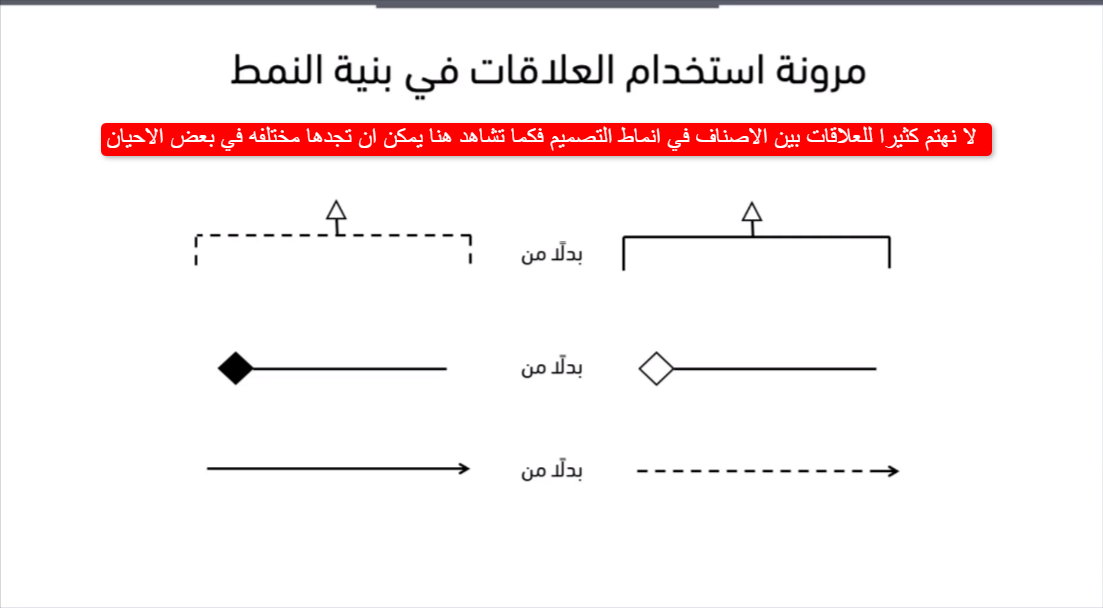 مرونة استخدام العلاقات في بنية النمط
لا نهتم كثيرا للعلاقات بين الاصناف في انماط التصميم فكما تشاهد هنا يمكن ان تجدها مختلفه في بعض الاحيان
بدلًا من
بدلًا من
بدلًا من